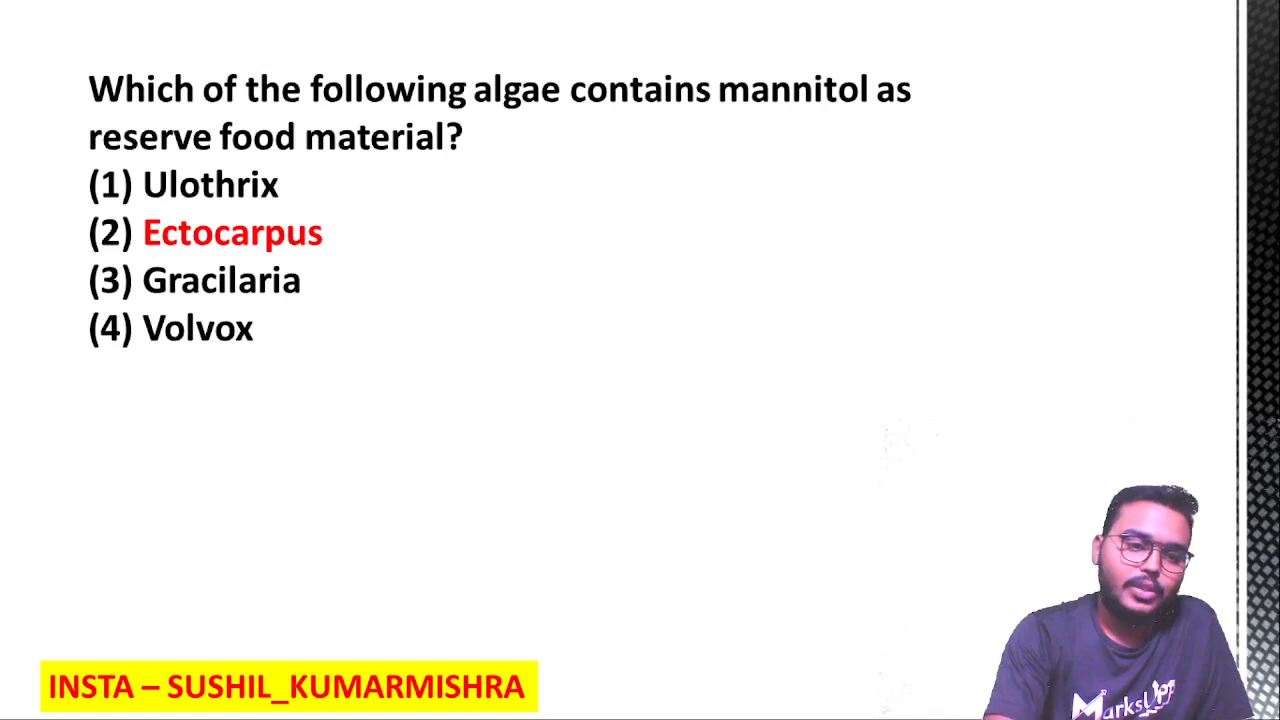 Which of the following algae contains mannitol as
reserve food material?
(1) Ulothrix
(2) Ectocarpus
(3) Gracilaria
(4) Volvox
INSTA – SUSHIL_KUMARMISHRA